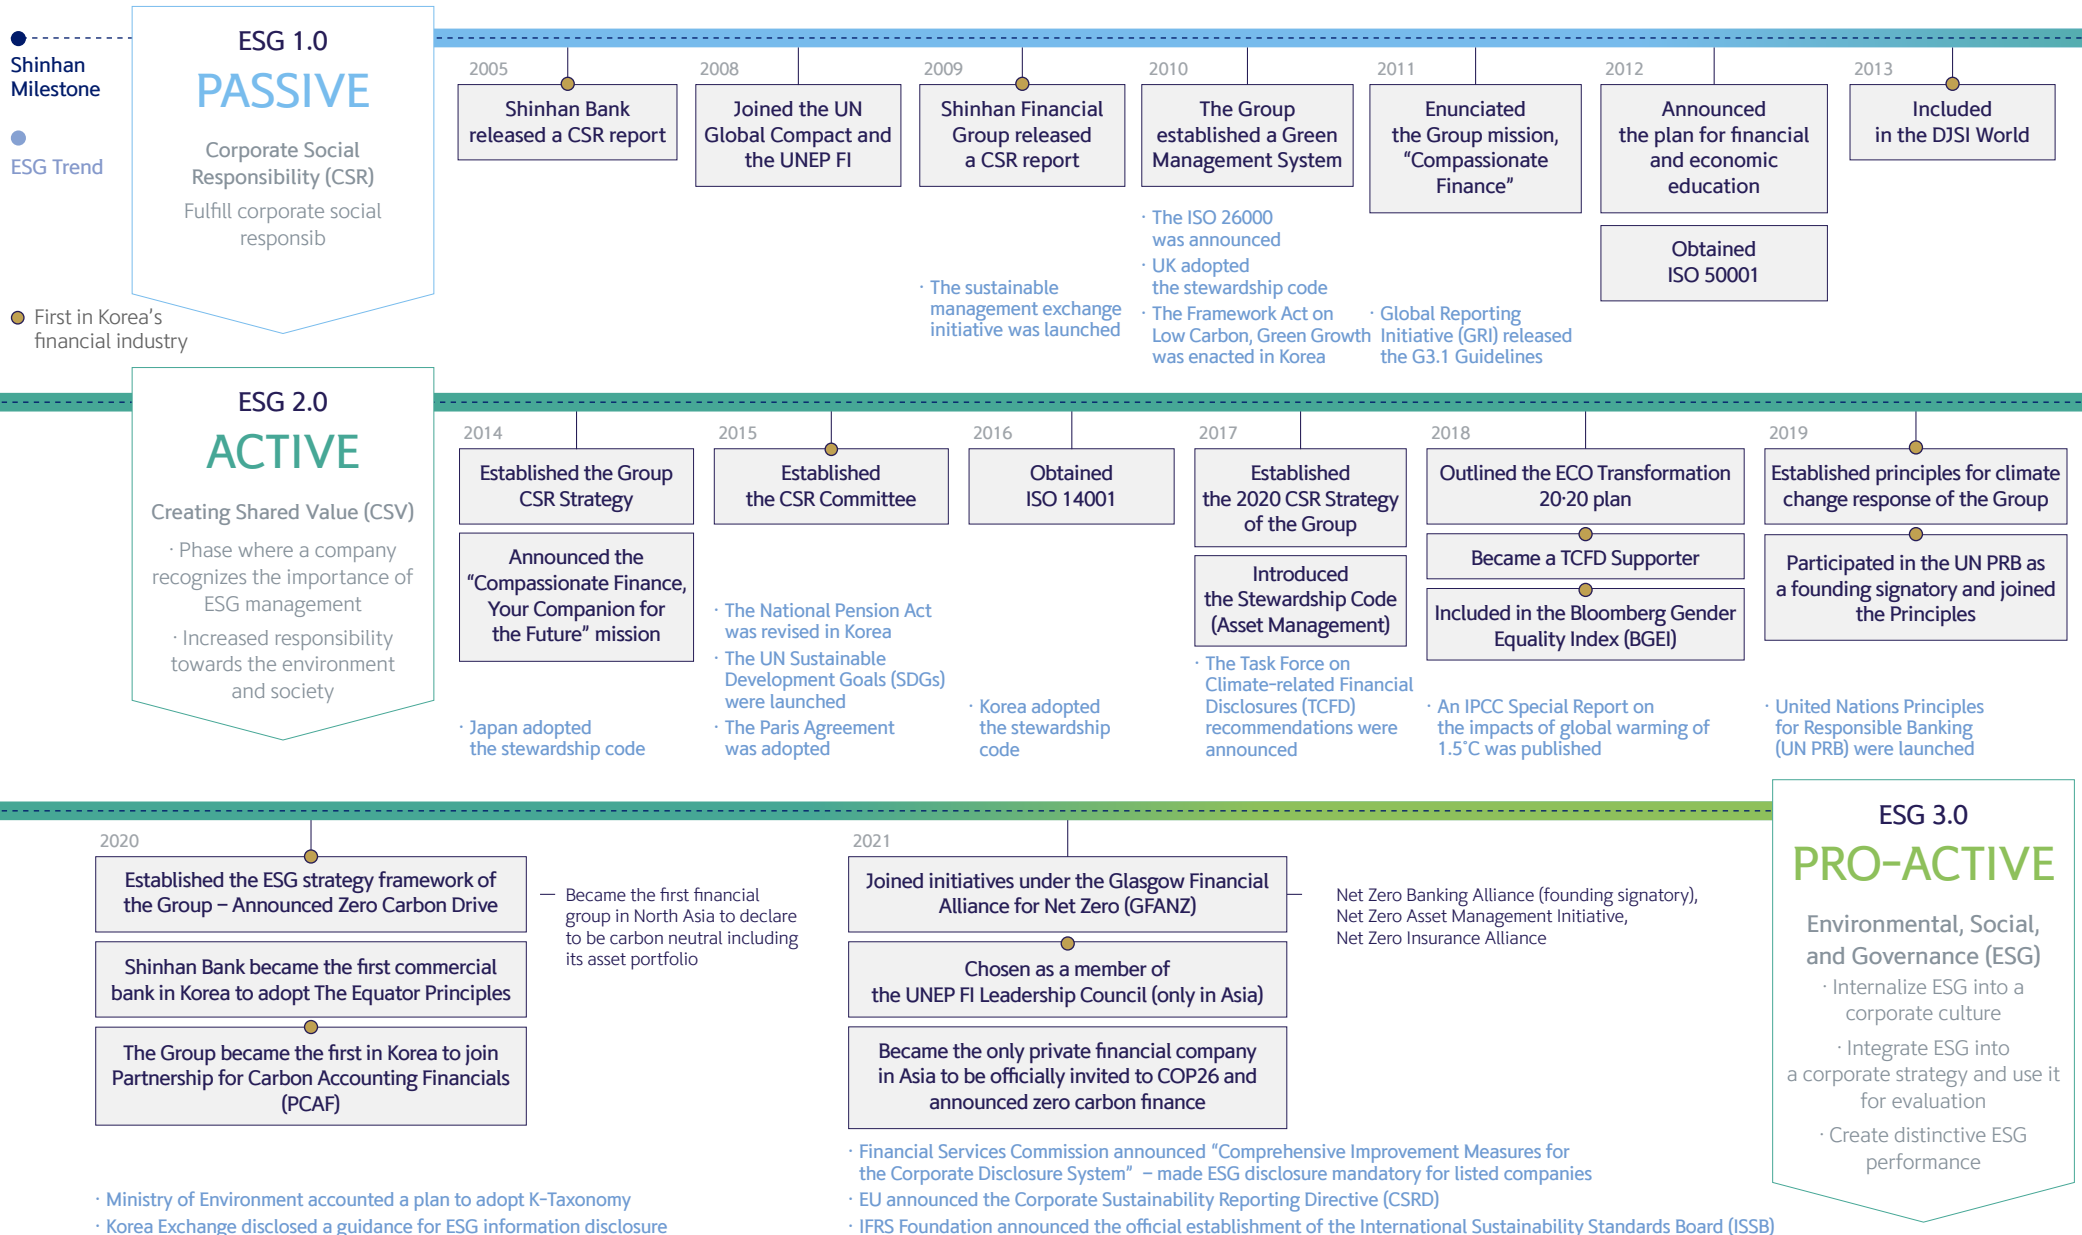 Shinhan
Milestone
ESG Trend
First in Korea's
financial industry
ESG 1.0
PASSIVE
Corporate Social
Responsibility (CSR)
Fulfill corporate social
responsib
2005
Shinhan Bank
released a CSR report
2008
Joined the UN
Global Compact and
the UNEP FI
2009
Shinhan Financial
Group released
a CSR report
· The sustainable
management exchange
initiative was launched
2010
The Group
established a Green
Management System
· The ISO 26000
was announced
· UK adopted
the stewardship code
· The Framework Act on
Low Carbon, Green Growth
was enacted in Korea
2011
Enunciated
the Group mission,
“Compassionate
Finance”
· Global Reporting
Initiative (GRI) released
the G3.1 Guidelines
2012
Announced
the plan for financial
and economic
education
Obtained
ISO 50001
2013
Included
in the DJSI World
ESG 2.0
ACTIVE
Creating Shared Value (CSV)
· Phase where a company
recognizes the importance of
ESG management
· Increased responsibility
towards the environment
and society
2014
Established the Group
CSR Strategy
Announced the
“Compassionate Finance,
Your Companion for
the Future” mission
· Japan adopted
the stewardship code
2015
Established
the CSR Committee
· The National Pension Act
was revised in Korea
· The UN Sustainable
Development Goals (SDGs)
were launched
· The Paris Agreement
was adopted
2016
Obtained
ISO 14001
· Korea adopted
the stewardship
code
2017
Established
the 2020 CSR Strategy
of the Group
Introduced
the Stewardship Code
(Asset Management)
· The Task Force on
Climate-related Financial
Disclosures (TCFD)
recommendations were
announced
2018
Outlined the ECO Transformation
20·20 plan
Became a TCFD Supporter
Included in the Bloomberg Gender
Equality Index (BGEI)
· An IPCC Special Report on
the impacts of global warming of
1.5˚C was published
2019
Established principles for climate
change response of the Group
Participated in the UN PRB as
a founding signatory and joined
the Principles
· United Nations Principles
for Responsible Banking
(UN PRB) were launched
2020
Established the ESG strategy framework of
the Group – Announced Zero Carbon Drive
Became the first financial
group in North Asia to declare
to be carbon neutral including
its asset portfolio
Shinhan Bank became the first commercial
bank in Korea to adopt The Equator Principles
The Group became the first in Korea to join
Partnership for Carbon Accounting Financials
(PCAF)
· Ministry of Environment accounted a plan to adopt K-Taxonomy
· Korea Exchange disclosed a guidance for ESG information disclosure
2021
Joined initiatives under the Glasgow Financial
Alliance for Net Zero (GFANZ)
Net Zero Banking Alliance (founding signatory),
Net Zero Asset Management Initiative,
Net Zero Insurance Alliance
Chosen as a member of
the UNEP FI Leadership Council (only in Asia)
Became the only private financial company
in Asia to be officially invited to COP26 and
announced zero carbon finance
· Financial Services Commission announced “Comprehensive Improvement Measures for
the Corporate Disclosure System” – made ESG disclosure mandatory for listed companies
· EU announced the Corporate Sustainability Reporting Directive (CSRD)
· IFRS Foundation announced the official establishment of the International Sustainability Standards Board (ISSB)
ESG 3.0
PRO-ACTIVE
Environmental, Social,
and Governance (ESG)
· Internalize ESG into a
corporate culture
· Integrate ESG into
a corporate strategy and use it
for evaluation
· Create distinctive ESG
performance